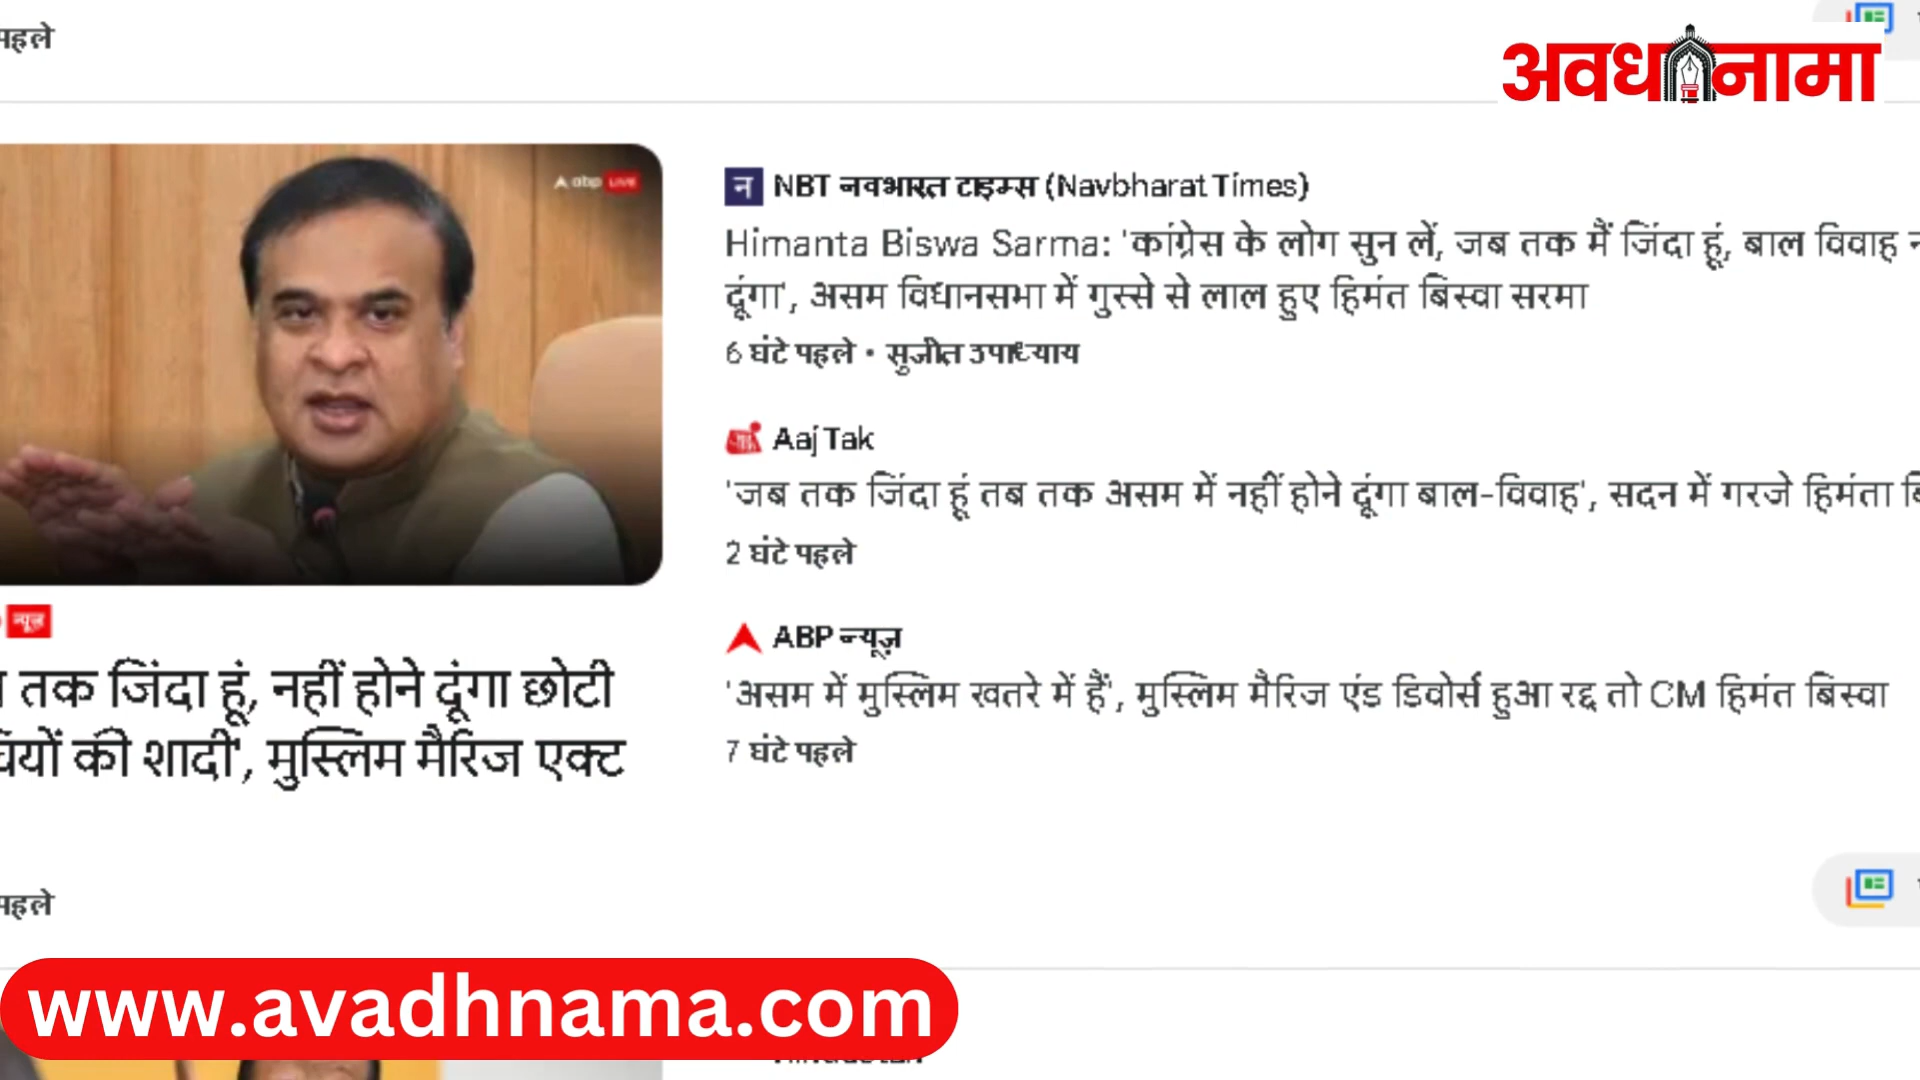 पहले
अवधनामा
abp LIVE
NBT नवभारत टाइम्स (Navbharat Times)
Himanta Biswa Sarma: 'कांग्रेस के लोग सुन लें, जब तक मैं जिंदा हूं, बाल विवाह
दूंगा', असम विधानसभा में गुस्से से लाल हुए हिमंत बिस्वा सरमा
6 घंटे पहले • सुजीत उपाध्याय
Aaj Tak
'जब तक जिंदा हूं तब तक असम में नहीं होने दूंगा बाल-विवाह', सदन में गरजे हिमंता
2 घंटे पहले
ABP न्यूज़
'असम में मुस्लिम खतरे में हैं', मुस्लिम मैरिज एंड डिवोर्स हुआ रद्द तो CM हिमंत बिस्वा
7 घंटे पहले
न्यूज़
तक जिंदा हूं, नहीं होने दूंगा छोटी
की शादी', मुस्लिम मैरिज एक्ट
पहले
www.avadhnama.com